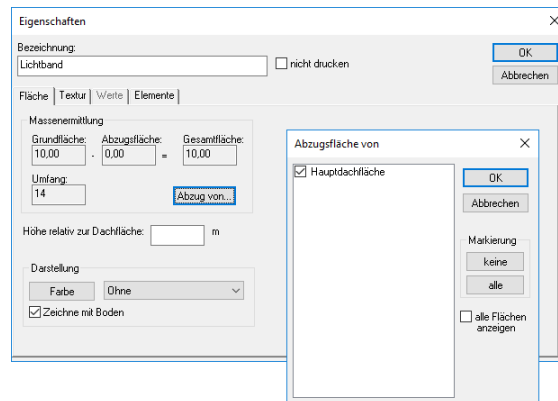 Eigenschaften
Bezeichnung:
Lichtband
nicht drucken
OK
Abbrechen
Fläche Textur Werte Elemente
Massenermittlung
Grundfläche: Abzugsfläche: Gesamtfläche:
10,00 - 0,00 = 10,00
Umfang:
14
Abzug von...
Höhe relativ zur Dachfläche: m
Darstellung
Farbe Ohne
Zeichne mit Boden
Abzugsfläche von
Hauptdachfläche
OK
Abbrechen
Markierung
keine
alle
alle Flächen
anzeigen